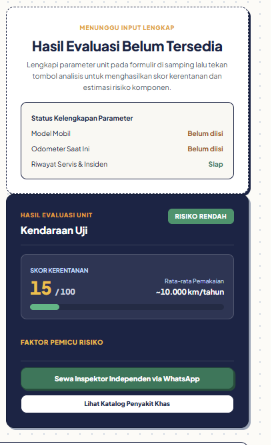 MENUNGGU INPUT LENGKAP
Hasil Evaluasi Belum Tersedia
Lengkapi parameter unit pada formulir di samping lalu tekan
tombol analisis untuk menghasilkan skor kerentanan dan
estimasi risiko komponen.
Status Kelengkapan Parameter
Model Mobil Belum diisi
Odometer Saat Ini Belum diisi
Riwayat Servis & Insiden Siap
HASIL EVALUASI UNIT RISIKO RENDAH
Kendaraan Uji
SKOR KERENTANAN
15 / 100
Rata-rata Pemakaian
~10.000 km/tahun
FAKTOR PEMICU RISIKO
Sewa Inspektor Independen via WhatsApp
Lihat Katalog Penyakit Khas